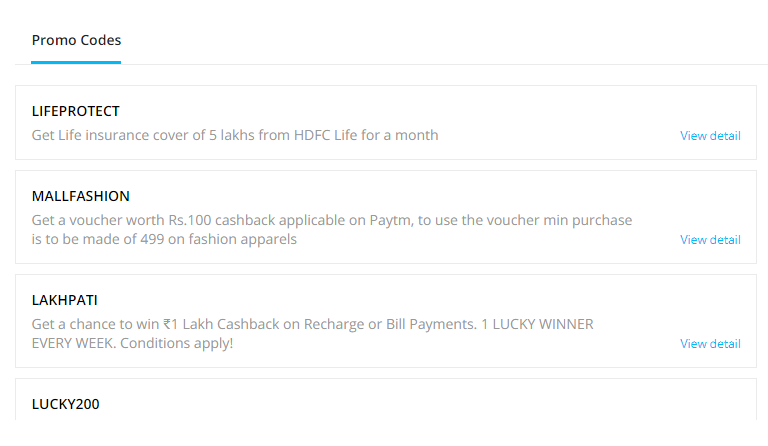 Promo Codes
LIFEPROTECT
Get Life insurance cover of 5 lakhs from HDFC Life for a month
View detail
MALLFASHION
Get a voucher worth Rs.100 cashback applicable on Paytm, to use the voucher min purchase
is to be made of 499 on fashion apparels
View detail
LAKHPATI
Get a chance to win ₹1 Lakh Cashback on Recharge or Bill Payments. 1 LUCKY WINNER
EVERY WEEK. Conditions apply!
View detail
LUCKY200